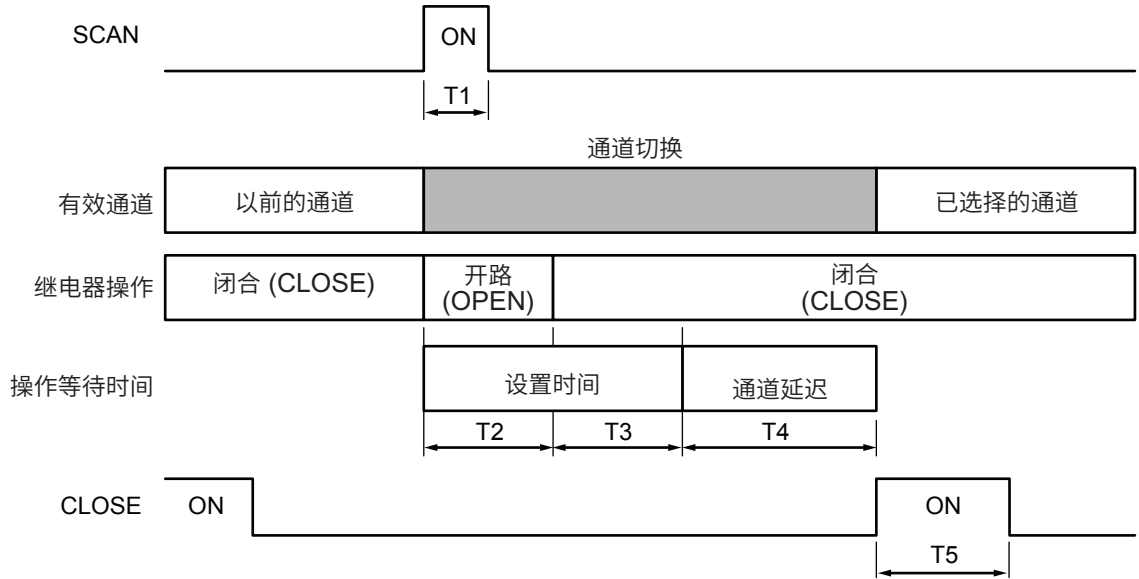 SCAN
ON
T1
通道切换
有效通道
以前的通道
已选择的通道
继电器操作
闭合 (CLOSE)
开路
(OPEN)
闭合
(CLOSE)
操作等待时间
设置时间
通道延迟
T2
T3
T4
CLOSE
ON
ON
T5